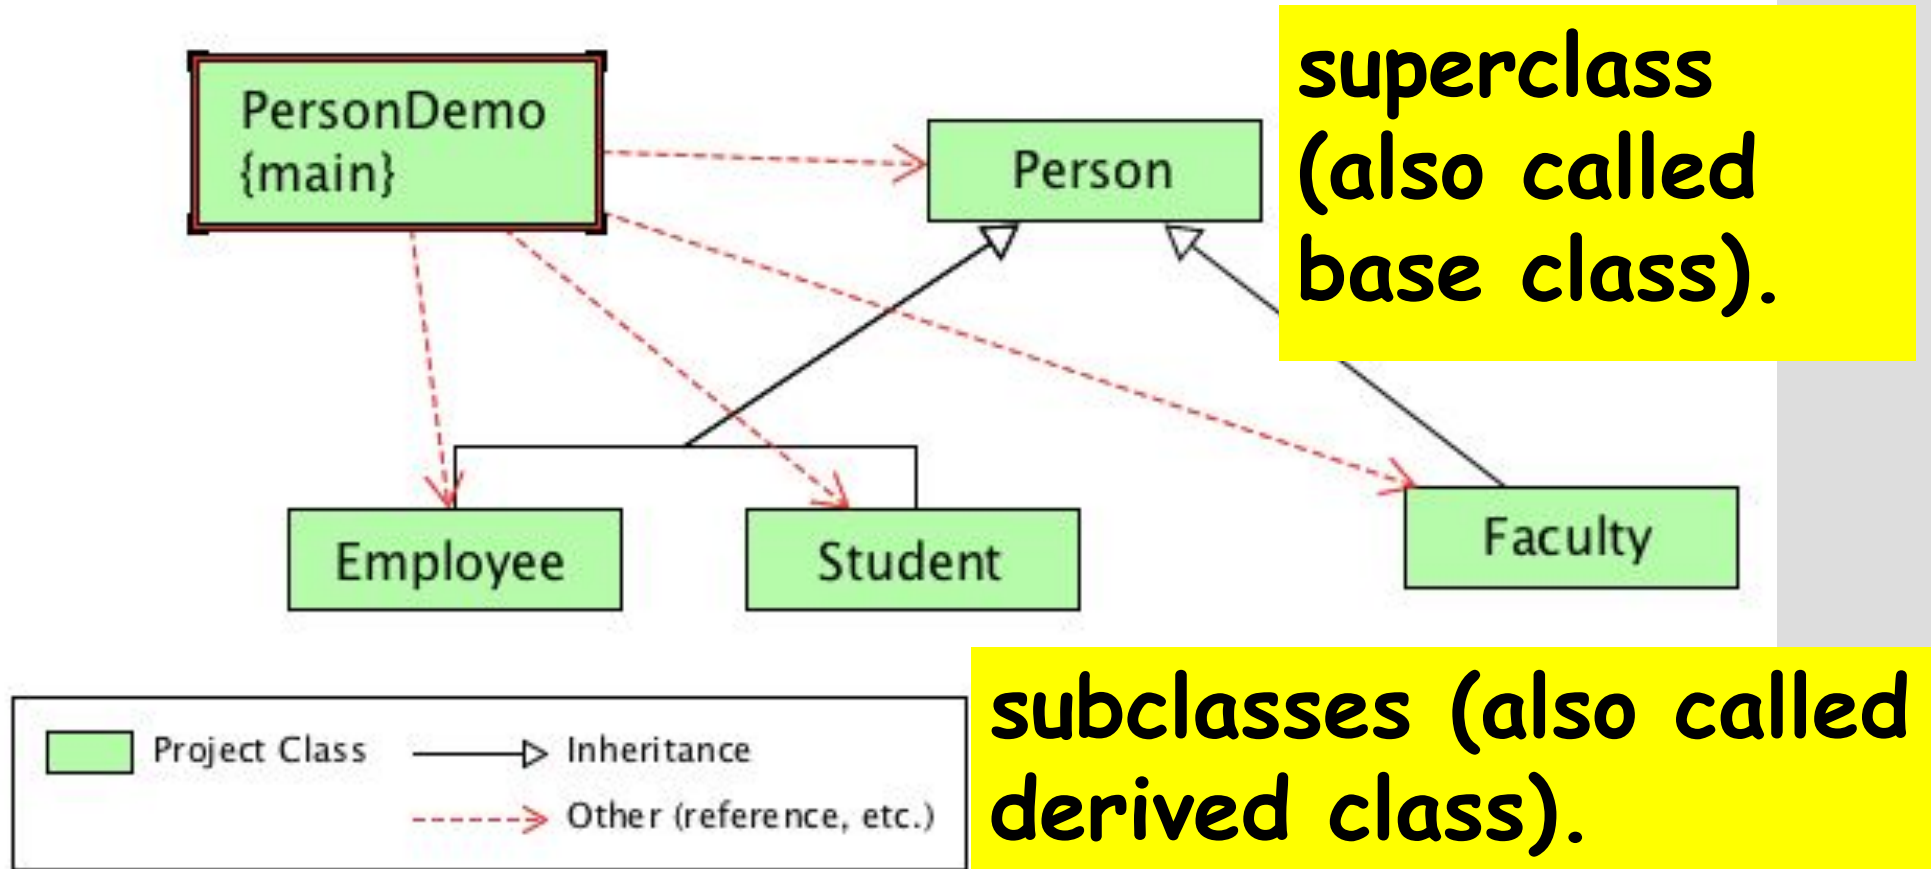 PersonDemo
{main}
Person
superclass
(also called
base class).
Employee
Student
Faculty
Project Class
Inheritance
Other (reference, etc.)
subclasses (also called
derived class).